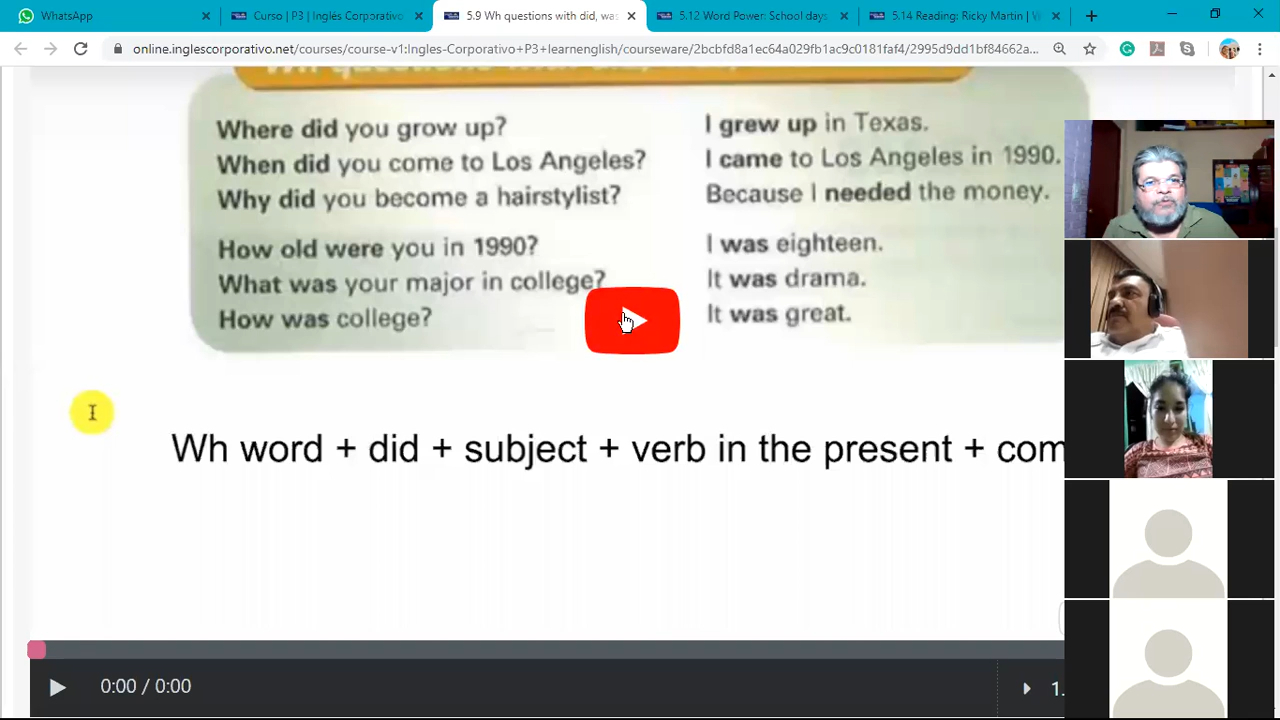 WhatsApp
Curso | P3 | Inglés Corporativo
5.9 Wh questions with did, was
5.12 Word Power: School days
5.14 Reading: Ricky Martin | Vi
online.inglescorporativo.net/courses/course-v1:Ingles-Corporativo+P3+learnenglish/courseware/2bcbfd8a1ec64a029fb1ac9c0181faf4/2995d9dd1bf84662a...
Where did you grow up? I grew up in Texas.
When did you come to Los Angeles? I came to Los Angeles in 1990.
Why did you become a hairstylist? Because I needed the money.
How old were you in 1990? I was eighteen.
What was your major in college? It was drama.
How was college? It was great.
Wh word + did + subject + verb in the present + com
0:00 / 0:00
1.